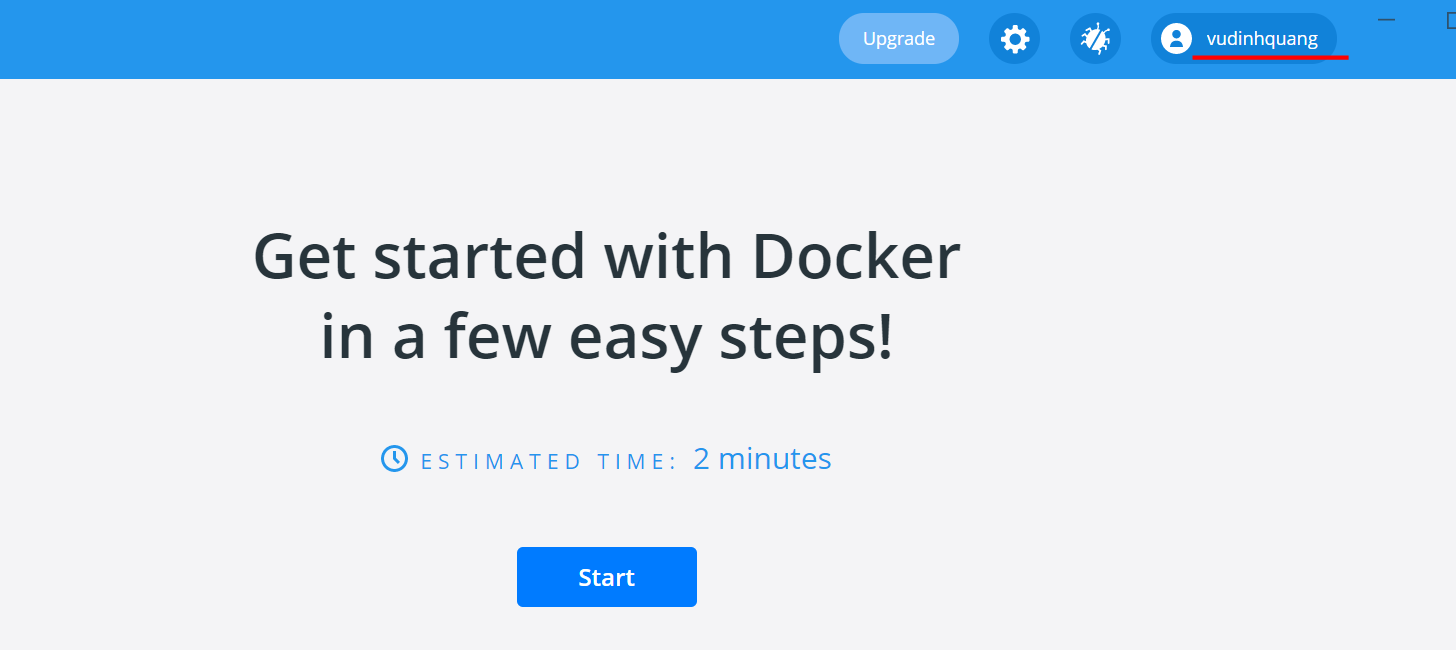 Upgrade
vudinhquang
Get started with Docker
in a few easy steps!
ESTIMATED TIME: 2 minutes
Start